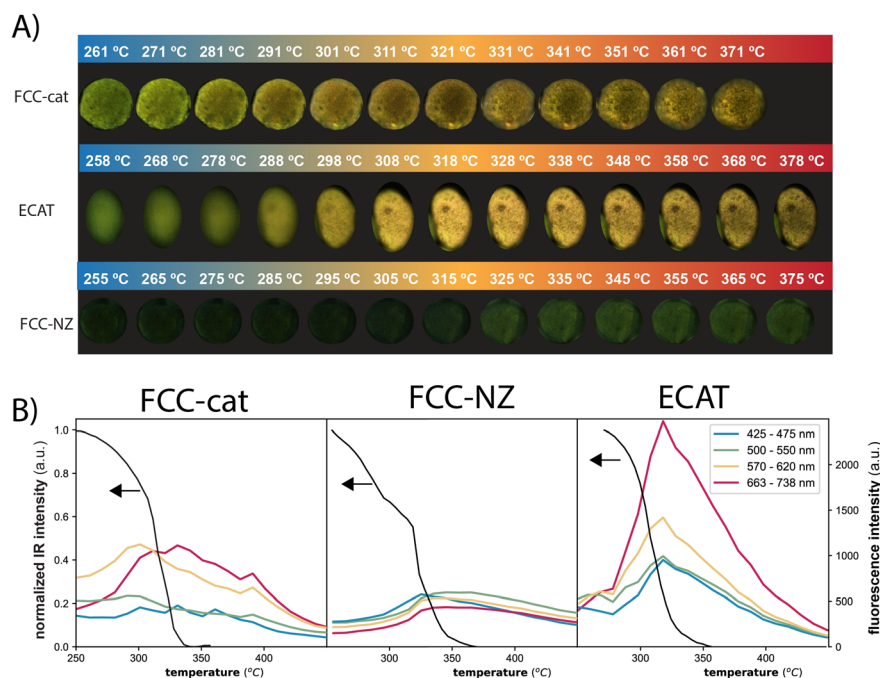 A)
261 ºC 271 ºC 281 ºC 291 ºC 301 ºC 311 ºC 321 ºC 331 ºC 341 ºC 351 ºC 361 ºC 371 ºC
FCC-cat
258 ºC 268 ºC 278 ºC 288 ºC 298 ºC 308 ºC 318 ºC 328 ºC 338 ºC 348 ºC 358 ºC 368 ºC 378 ºC
ECAT
255 ºC 265 ºC 275 ºC 285 ºC 295 ºC 305 ºC 315 ºC 325 ºC 335 ºC 345 ºC 355 ºC 365 ºC 375 ºC
FCC-NZ
B)
FCC-cat FCC-NZ ECAT
normalized IR intensity (a.u.)
1.0
0.8
0.6
0.4
0.2
0.0
425 - 475 nm
500 - 550 nm
570 - 620 nm
663 - 738 nm
2000
1500
1000
500
0
fluorescence intensity (a.u.)
250 300 350 400 300 400 300 400
temperature (°C) temperature (°C) temperature (°C)